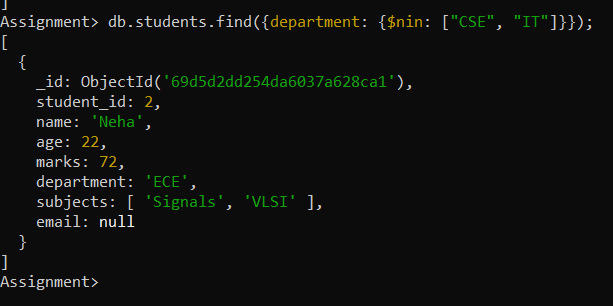 ]
Assignment> db.students.find({department: {$nin: ["CSE", "IT"]}});
[
  {
    _id: ObjectId('69d5d2dd254da6037a628ca1'),
    student_id: 2,
    name: 'Neha',
    age: 22,
    marks: 72,
    department: 'ECE',
    subjects: [ 'Signals', 'VLSI' ],
    email: null
  }
]
Assignment>